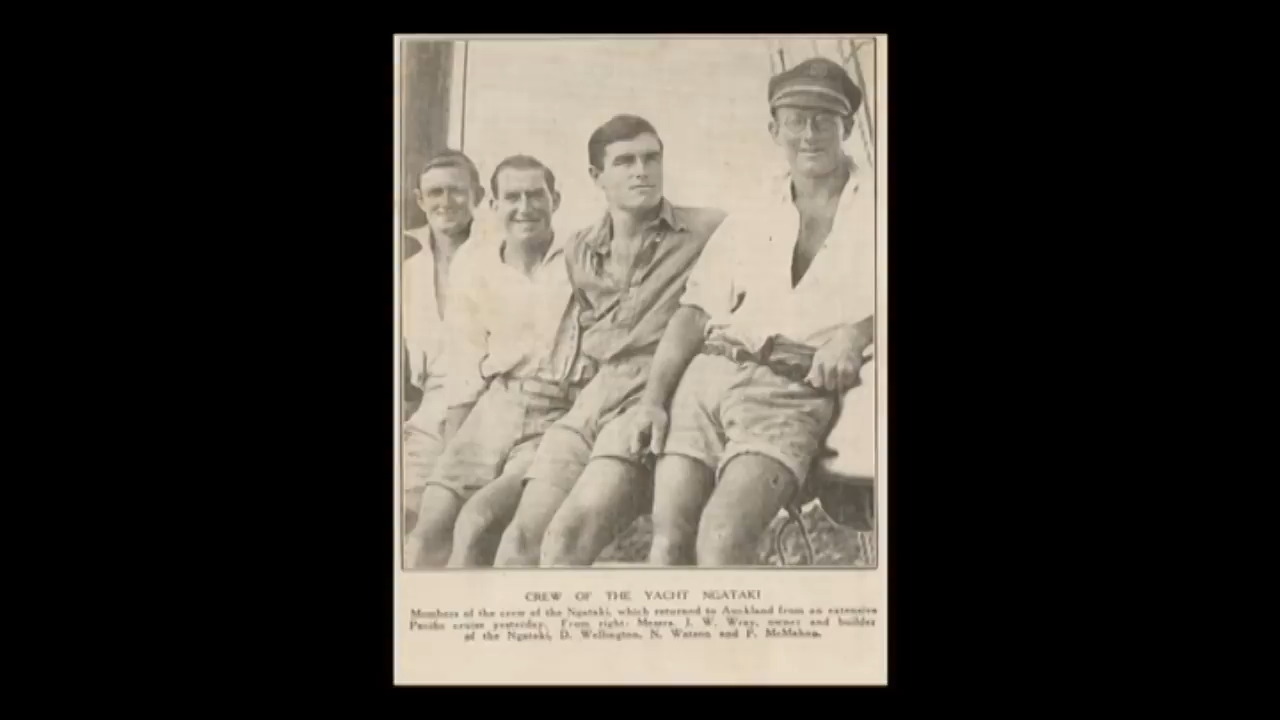 CREW OF THE YACHT NGATAKI
Members of the crew of the Ngataki, which returned to Auckland from an extensive
Pacific cruise yesterday. From right: Messrs. J. W. Wray, owner and builder
of the Ngataki, D. Wellington, N. Watson and F. McMahon.